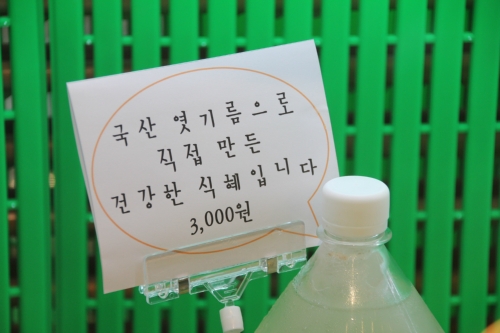 국산 엿기름으로
직접 만든
건강한 식혜입니다
3,000원